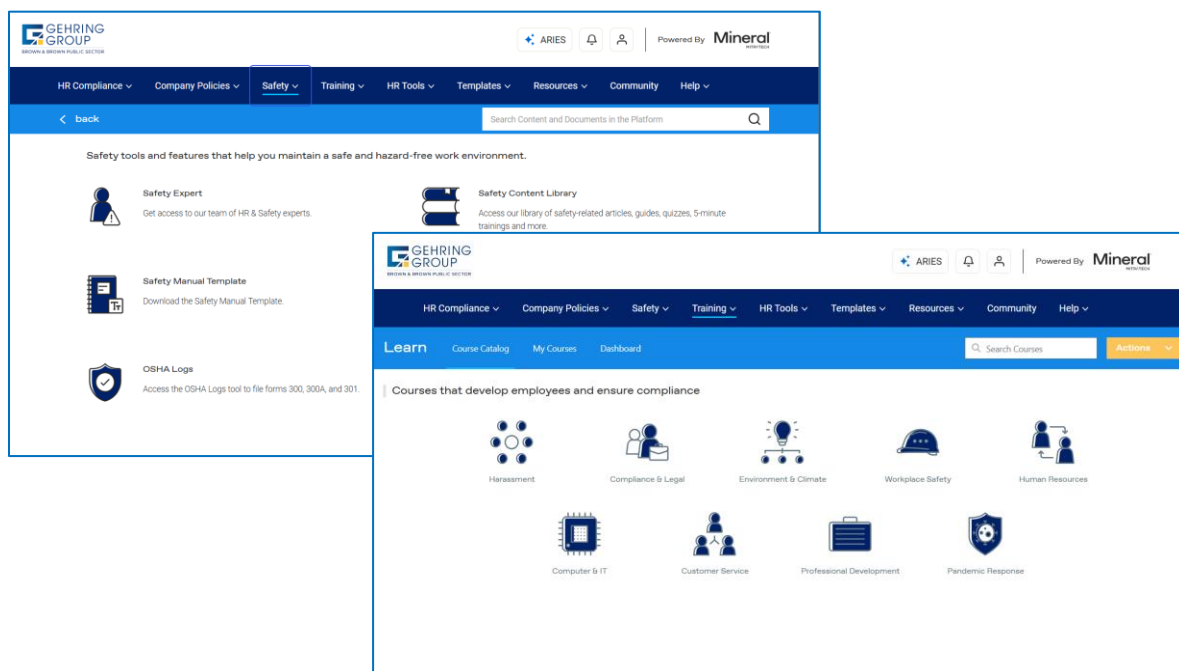 GEHRING
GROUP
BROWN & BROWN PUBLIC SECTOR
ARIES
Powered By Mineral
MITRATECH
HR Compliance
Company Policies
Safety
Training
HR Tools
Templates
Resources
Community
Help
back
Search Content and Documents in the Platform
Safety tools and features that help you maintain a safe and hazard-free work environment.
Safety Expert
Get access to our team of HR & Safety experts.
Safety Content Library
Access our library of safety-related articles, guides, quizzes, 5-minute
trainings and more.
Safety Manual Template
Download the Safety Manual Template.
OSHA Logs
Access the OSHA Logs tool to file forms 300, 300A, and 301.
GEHRING
GROUP
BROWN & BROWN PUBLIC SECTOR
ARIES
Powered By Mineral
MITRATECH
HR Compliance
Company Policies
Safety
Training
HR Tools
Templates
Resources
Community
Help
Learn
Course Catalog
My Courses
Dashboard
Search Courses
Actions
Courses that develop employees and ensure compliance
Harassment
Compliance & Legal
Environment & Climate
Workplace Safety
Human Resources
Computer & IT
Customer Service
Professional Development
Pandemic Response